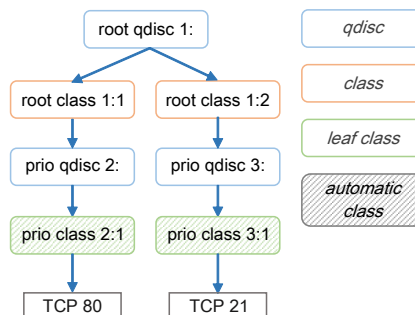 root qdisc 1:
qdisc
root class 1:1
root class 1:2
class
prio qdisc 2:
prio qdisc 3:
leaf class
prio class 2:1
prio class 3:1
automatic
class
TCP 80
TCP 21